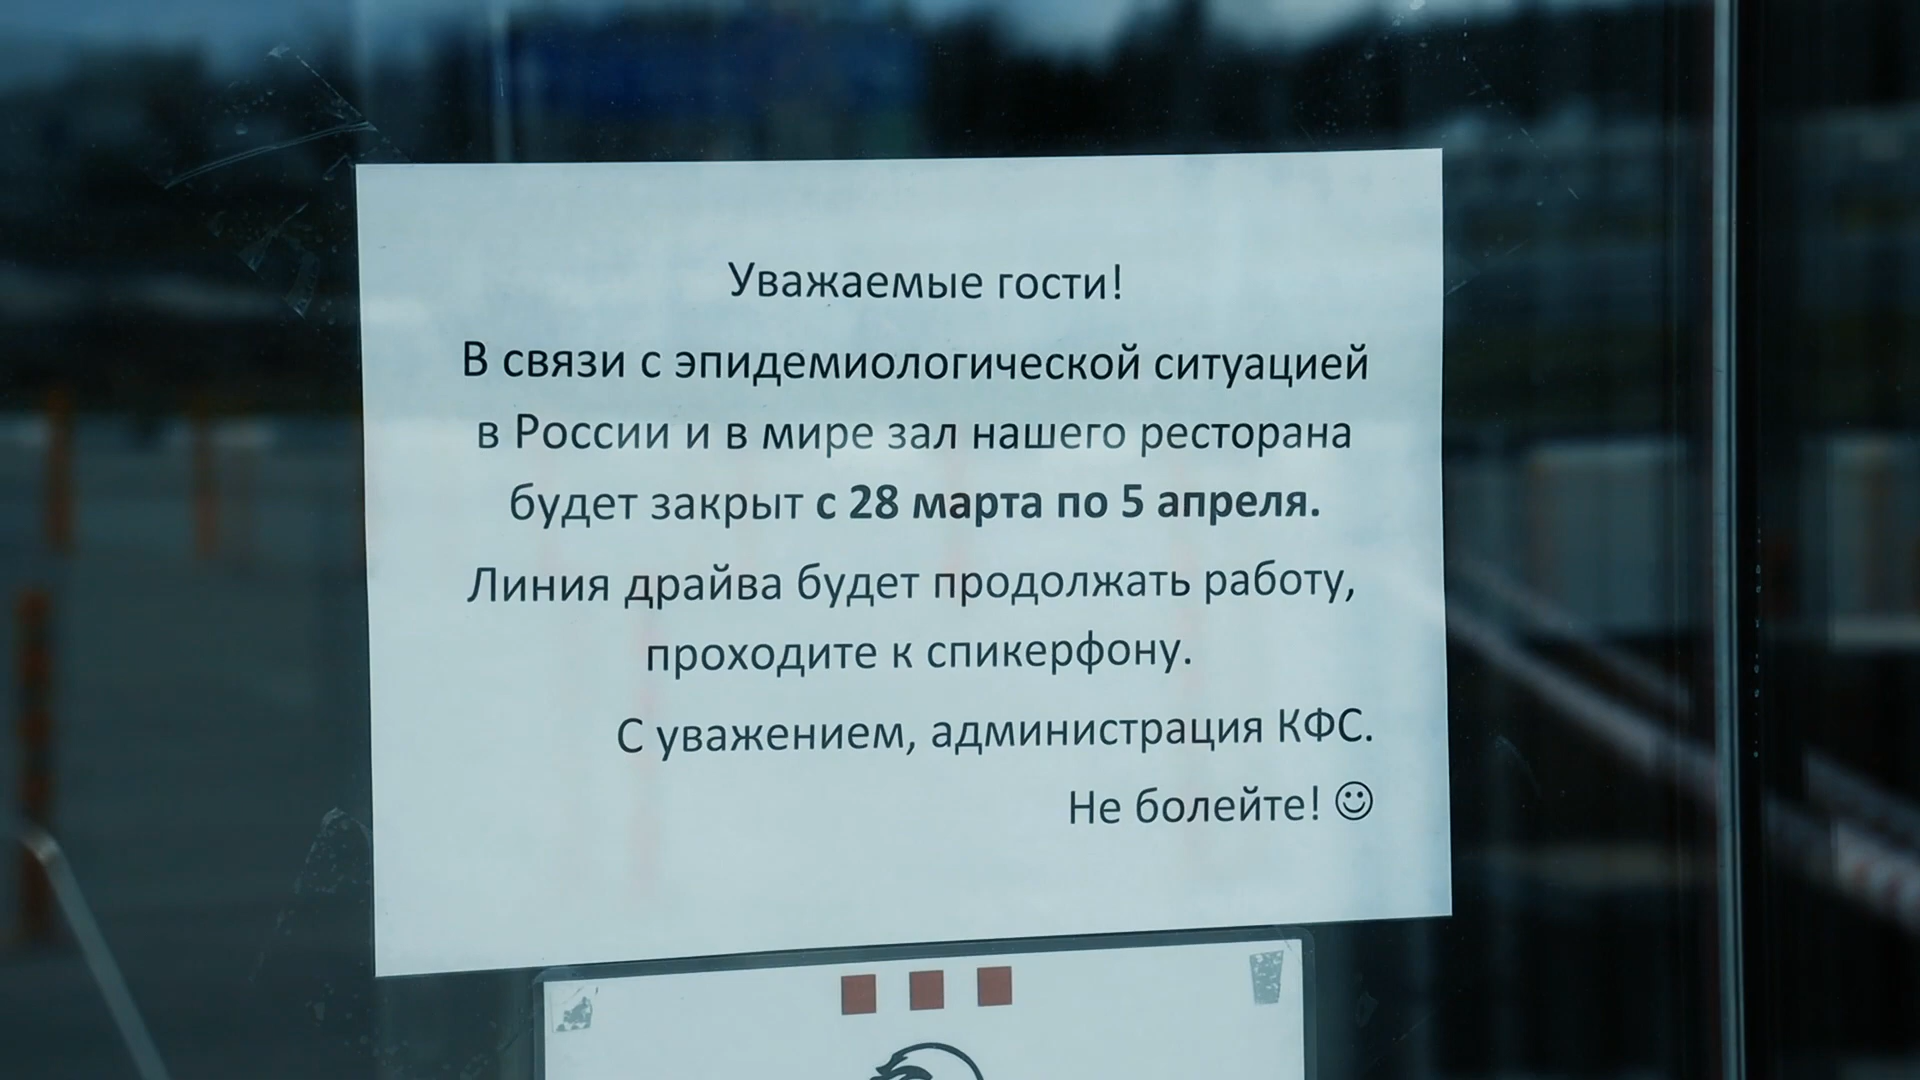 Уважаемые гости!
В связи с эпидемиологической ситуацией
в России и в мире зал нашего ресторана
будет закрыт с 28 марта по 5 апреля.
Линия драйва будет продолжать работу,
проходите к спикерфону.
С уважением, администрация КФС.
Не болейте! ☺